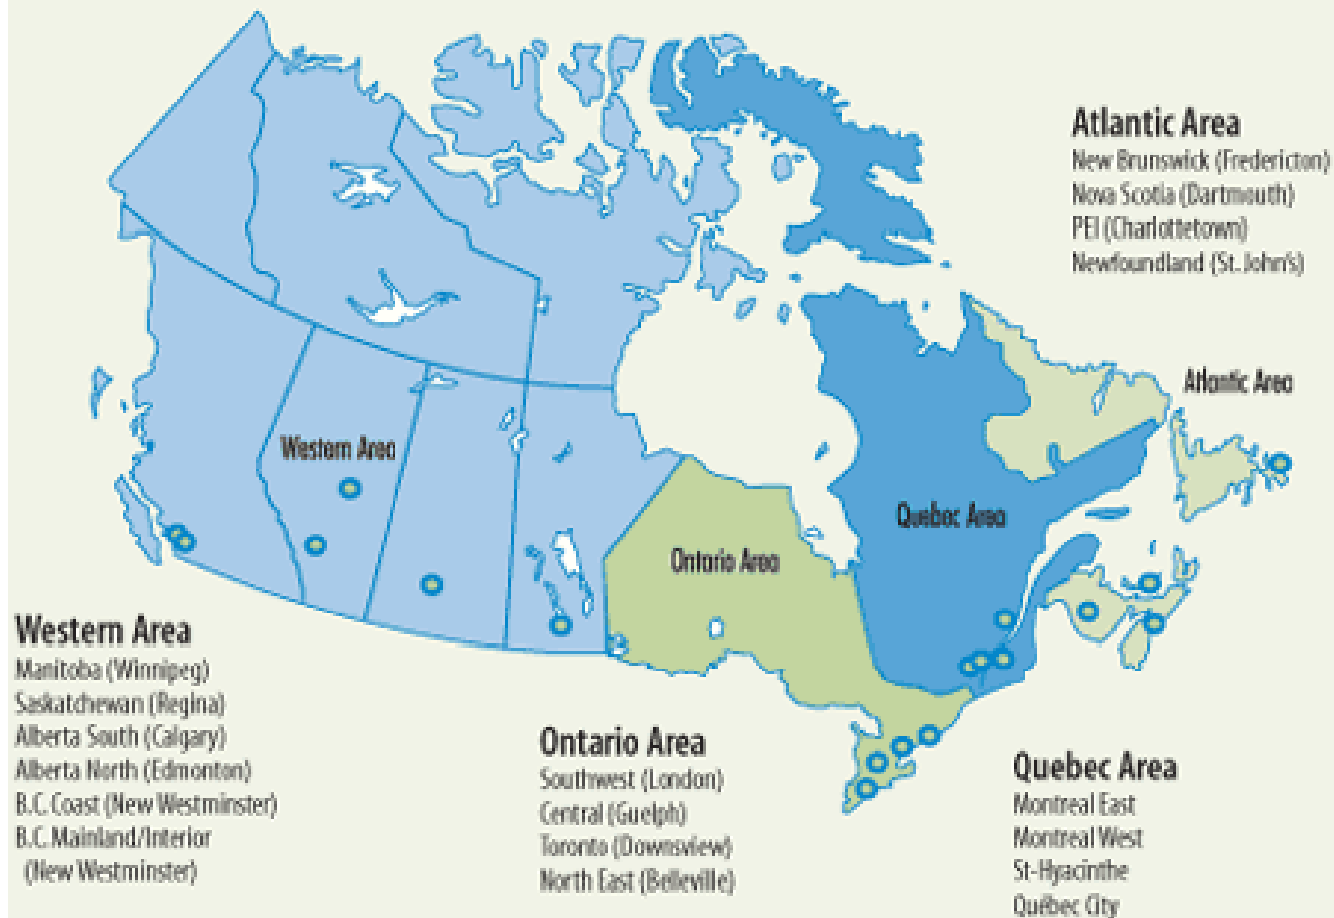 Atlantic Area
New Brunswick (Fredericton)
Nova Scotia (Dartmouth)
PEI (Charlottetown)
Newfoundland (St. John's)
Atlantic Area
Western Area
Quebec Area
Ontario Area
Western Area
Manitoba (Winnipeg)
Saskatchewan (Regina)
Alberta South (Calgary)
Alberta North (Edmonton)
B.C. Coast (New Westminster)
B.C. Mainland/Interior
(New Westminster)
Ontario Area
Southwest (London)
Central (Guelph)
Toronto (Downsview)
North East (Belleville)
Quebec Area
Montreal East
Montreal West
St-Hyacinthe
Québec City